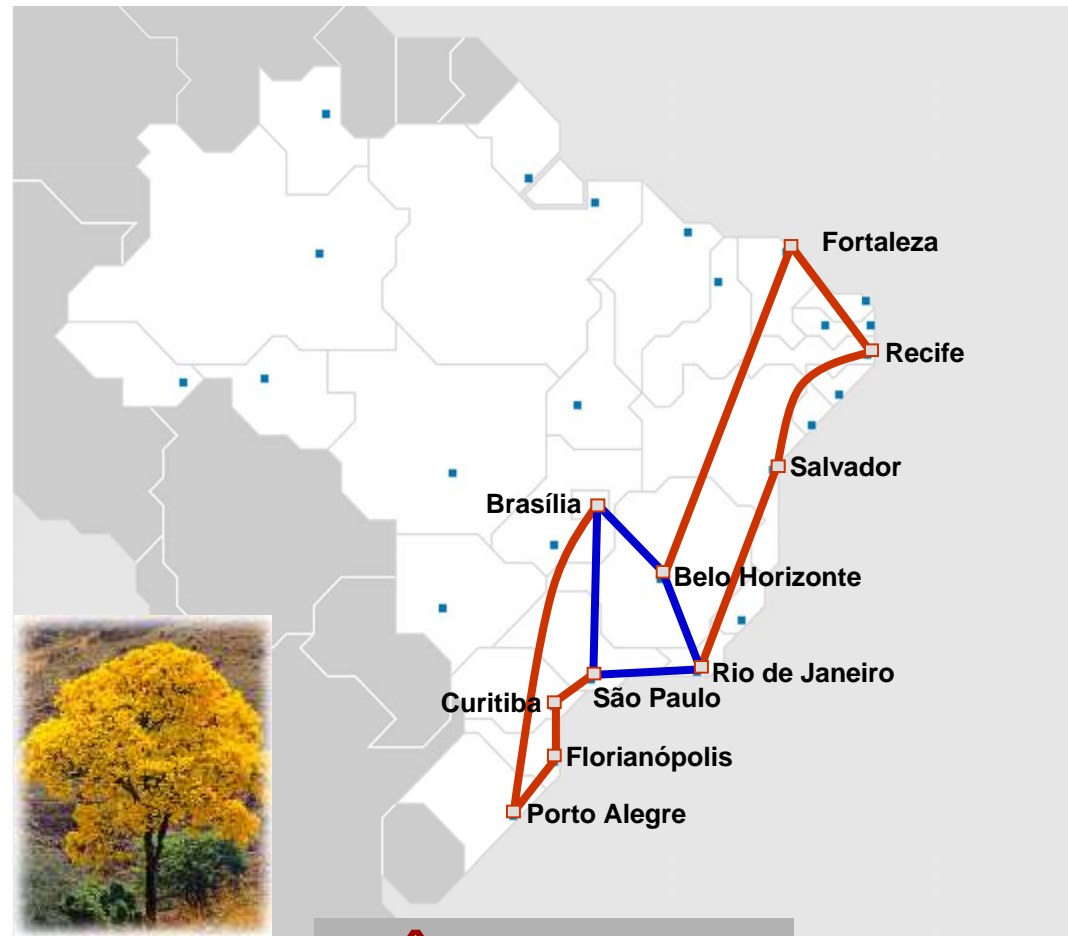 Fortaleza
Recife
Salvador
Brasília
Belo Horizonte
Rio de Janeiro
São Paulo
Curitiba
Florianópolis
Porto Alegre